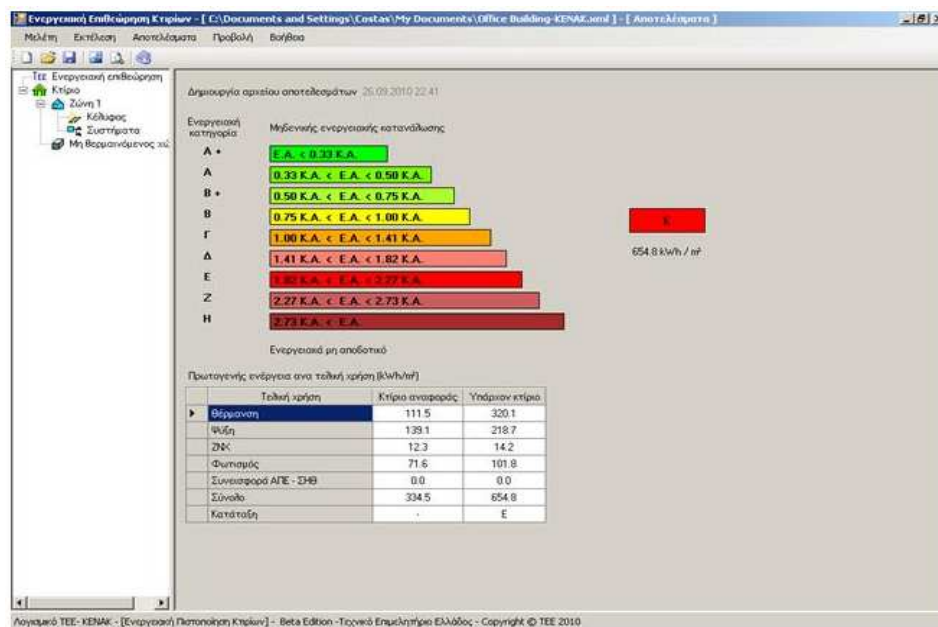 Ενεργειακή Επιθεώρηση Κτιρίων - [ C:\Documents and Settings\Costas\My Documents\Office Building-KENAK.xml ] - [ Αποτελέσματα ]
Μελέτη Εκτέλεση Αποτελέσματα Προβολή Βοήθεια
ΤΕΕ Ενεργειακή επιθεώρηση
Κτίριο
Ζώνη 1
Κέλυφος
Συστήματα
Μη θερμαινόμενος χώ
Δημιουργία αρχείου αποτελεσμάτων 26.09.2010 22:41
Ενεργειακή κατηγορία
Μηδενικής ενεργειακής κατανάλωσης
Α + Ε.Α. < 0.33 Κ.Α.
Α 0.33 Κ.Α. < Ε.Α. < 0.50 Κ.Α.
Β + 0.50 Κ.Α. < Ε.Α. < 0.75 Κ.Α.
Β 0.75 Κ.Α. < Ε.Α. < 1.00 Κ.Α.
Γ 1.00 Κ.Α. < Ε.Α. < 1.41 Κ.Α.
Δ 1.41 Κ.Α. < Ε.Α. < 1.82 Κ.Α.
Ε 1.82 Κ.Α. < Ε.Α. < 2.27 Κ.Α.
Ζ 2.27 Κ.Α. < Ε.Α. < 2.73 Κ.Α.
Η 2.73 Κ.Α. < Ε.Α.
Ε
654.8 kWh / m²
Ενεργειακά μη αποδοτικό
Πρωτογενής ενέργεια ανα τελική χρήση [kWh/m²]
Τελική χρήση Κτίριο αναφοράς Υπάρχον κτίριο
Θέρμανση 111.5 320.1
Ψύξη 139.1 218.7
ΖΝΧ 12.3 14.2
Φωτισμός 71.6 101.8
Συνεισφορά ΑΠΕ - ΣΗΘ 0.0 0.0
Σύνολο 334.5 654.8
Κατάταξη - Ε
Λογισμικό ΤΕΕ- ΚΕΝΑΚ - [Ενεργειακή Πιστοποίηση Κτιρίων] - Beta Edition -Τεχνικό Επιμελητήριο Ελλάδος - Copyright © TEE 2010